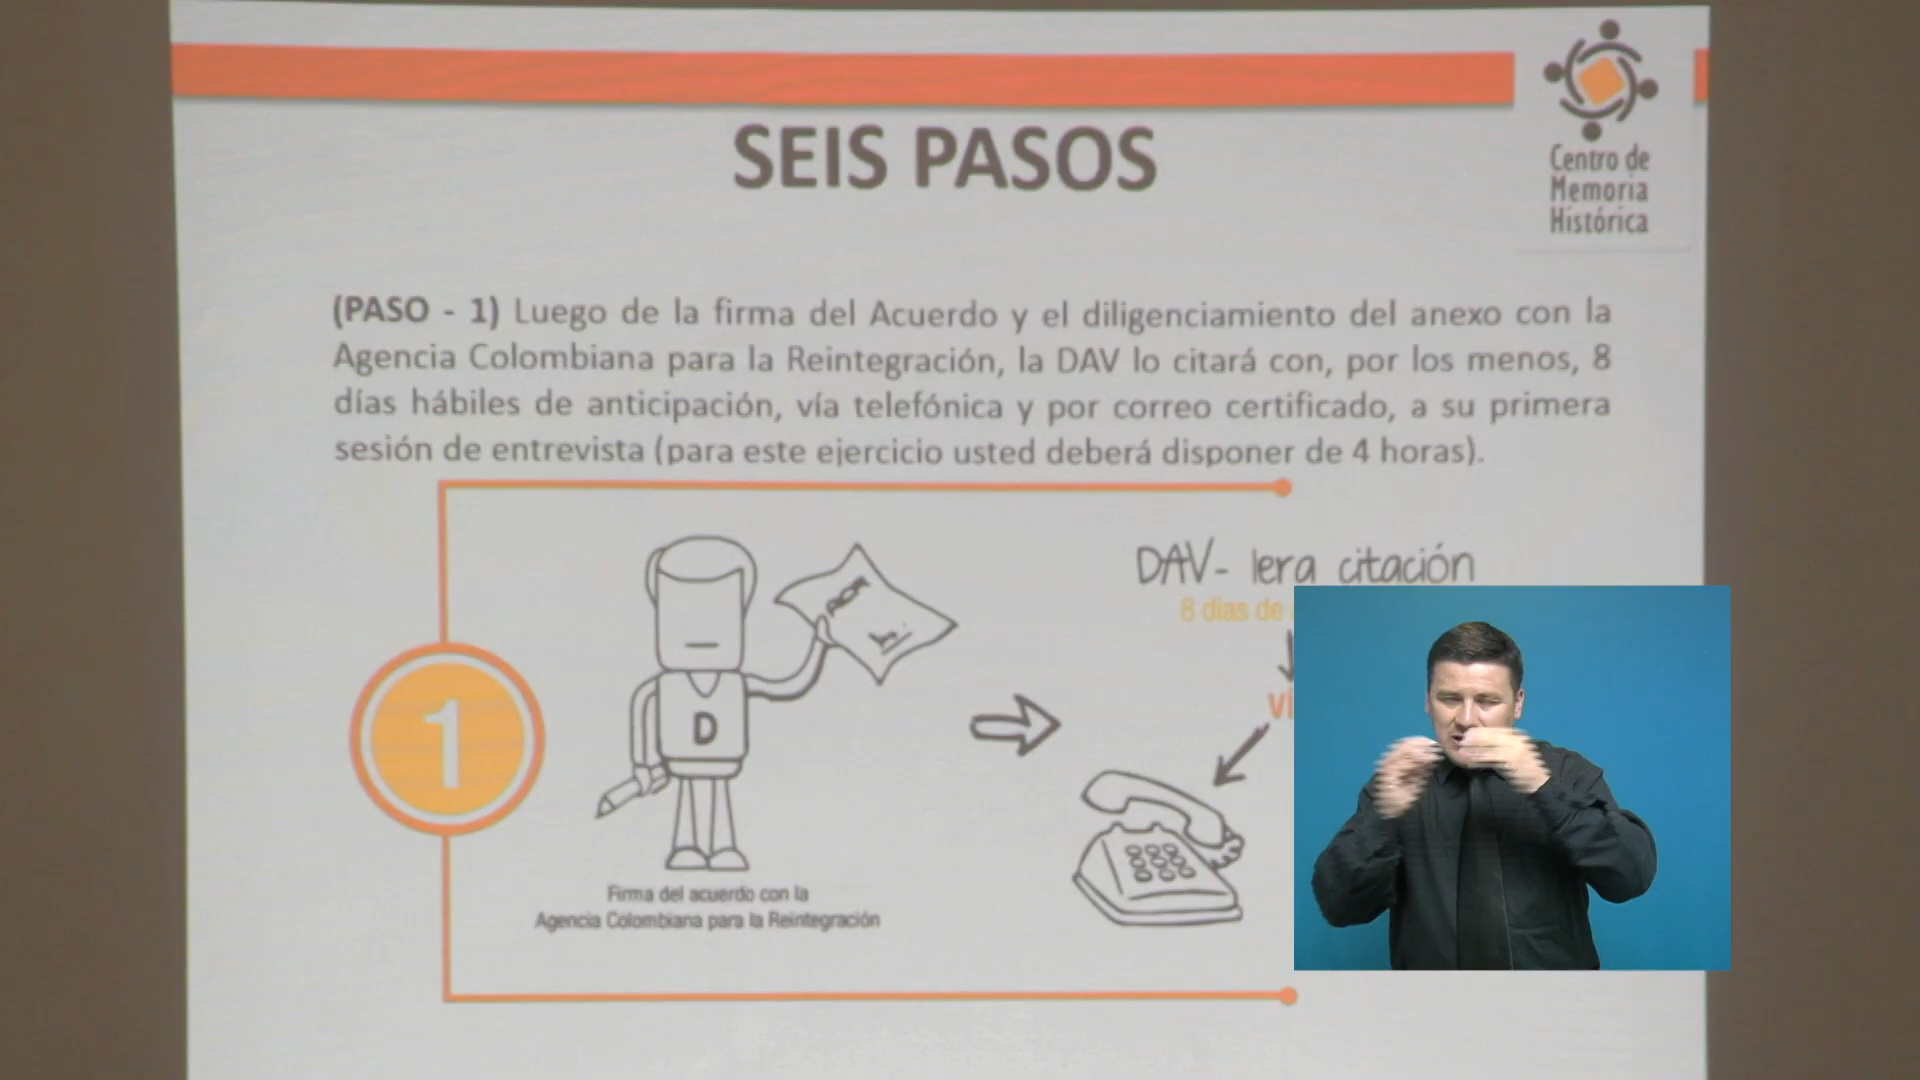 SEIS PASOS
Centro de
Memoria
Histórica
(PASO - 1) Luego de la firma del Acuerdo y el diligenciamiento del anexo con la
Agencia Colombiana para la Reintegración, la DAV lo citará con, por los menos, 8
días hábiles de anticipación, vía telefónica y por correo certificado, a su primera
sesión de entrevista (para este ejercicio usted deberá disponer de 4 horas).
DAV- 1era citación
8 días de
1
D
Firma del acuerdo con la
Agencia Colombiana para la Reintegración